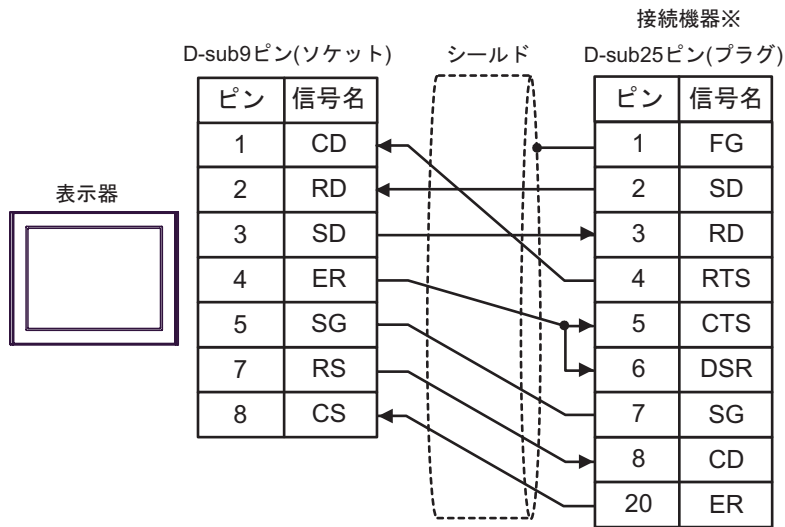 接続機器※
D-sub9ピン(ソケット) シールド D-sub25ピン(プラグ)
表示器
ピン 信号名
1 CD
2 RD
3 SD
4 ER
5 SG
7 RS
8 CS
ピン 信号名
1 FG
2 SD
3 RD
4 RTS
5 CTS
6 DSR
7 SG
8 CD
20 ER